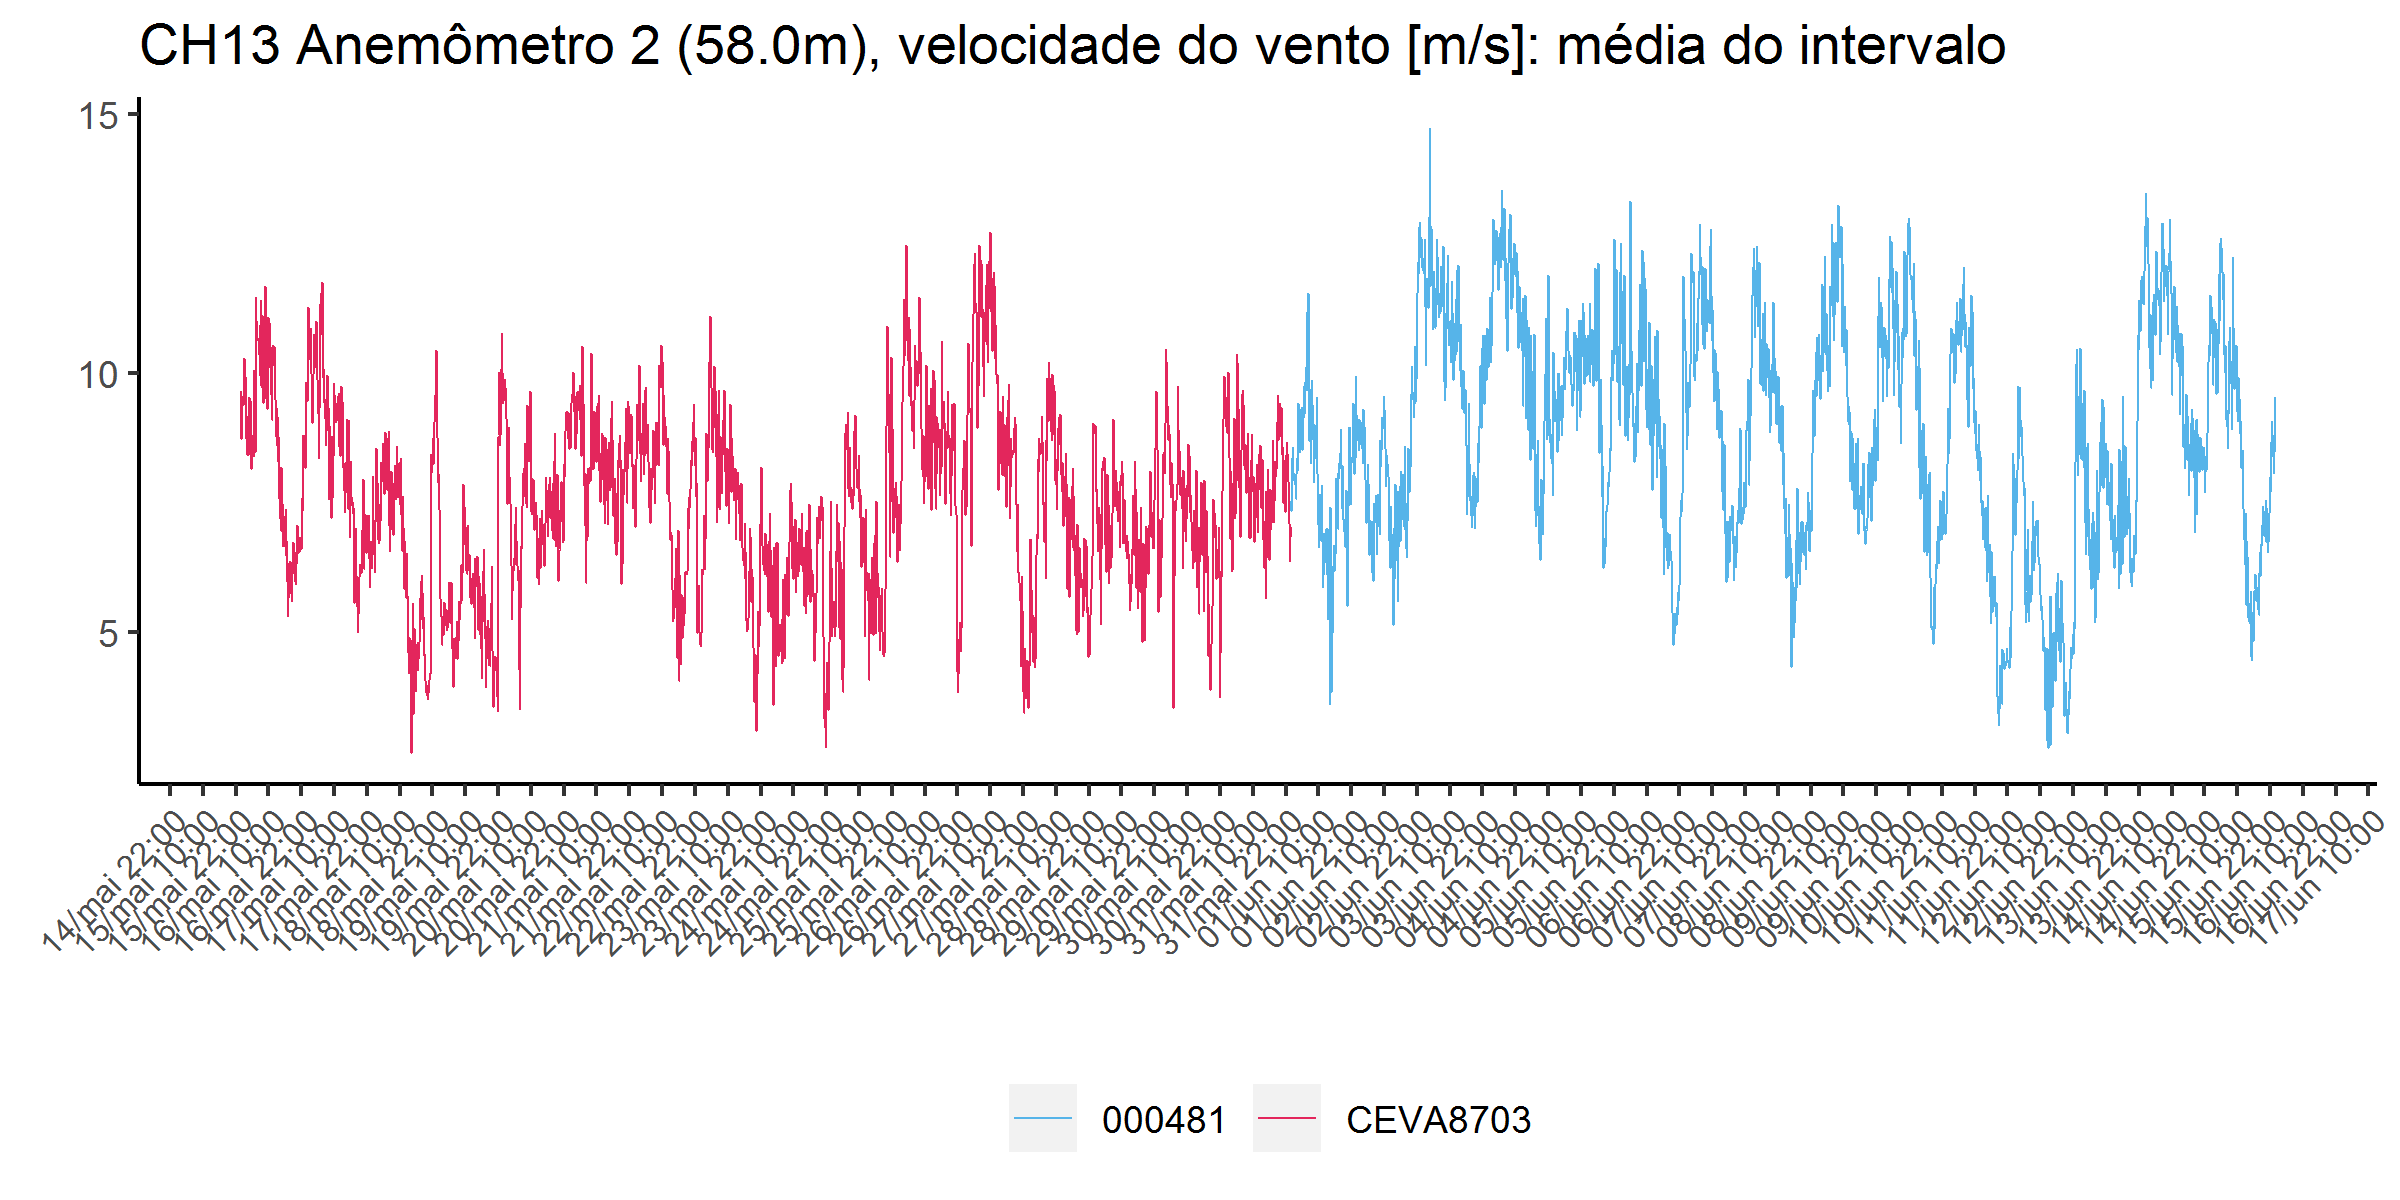 CH13 Anemômetro 2 (58.0m), velocidade do vento [m/s]: média do intervalo
15
10
5
14/mai 22:00
15/mai 10:00
15/mai 22:00
16/mai 10:00
16/mai 22:00
17/mai 10:00
17/mai 22:00
18/mai 10:00
18/mai 22:00
19/mai 10:00
19/mai 22:00
20/mai 10:00
20/mai 22:00
21/mai 10:00
21/mai 22:00
22/mai 10:00
22/mai 22:00
23/mai 10:00
23/mai 22:00
24/mai 10:00
24/mai 22:00
25/mai 10:00
25/mai 22:00
26/mai 10:00
26/mai 22:00
27/mai 10:00
27/mai 22:00
28/mai 10:00
28/mai 22:00
29/mai 10:00
29/mai 22:00
30/mai 10:00
30/mai 22:00
31/mai 10:00
31/mai 22:00
01/jun 10:00
01/jun 22:00
02/jun 10:00
02/jun 22:00
03/jun 10:00
03/jun 22:00
04/jun 10:00
04/jun 22:00
05/jun 10:00
05/jun 22:00
06/jun 10:00
06/jun 22:00
07/jun 10:00
07/jun 22:00
08/jun 10:00
08/jun 22:00
09/jun 10:00
09/jun 22:00
10/jun 10:00
10/jun 22:00
11/jun 10:00
11/jun 22:00
12/jun 10:00
12/jun 22:00
13/jun 10:00
13/jun 22:00
14/jun 10:00
14/jun 22:00
15/jun 10:00
15/jun 22:00
16/jun 10:00
16/jun 22:00
17/jun 10:00
000481
CEVA8703